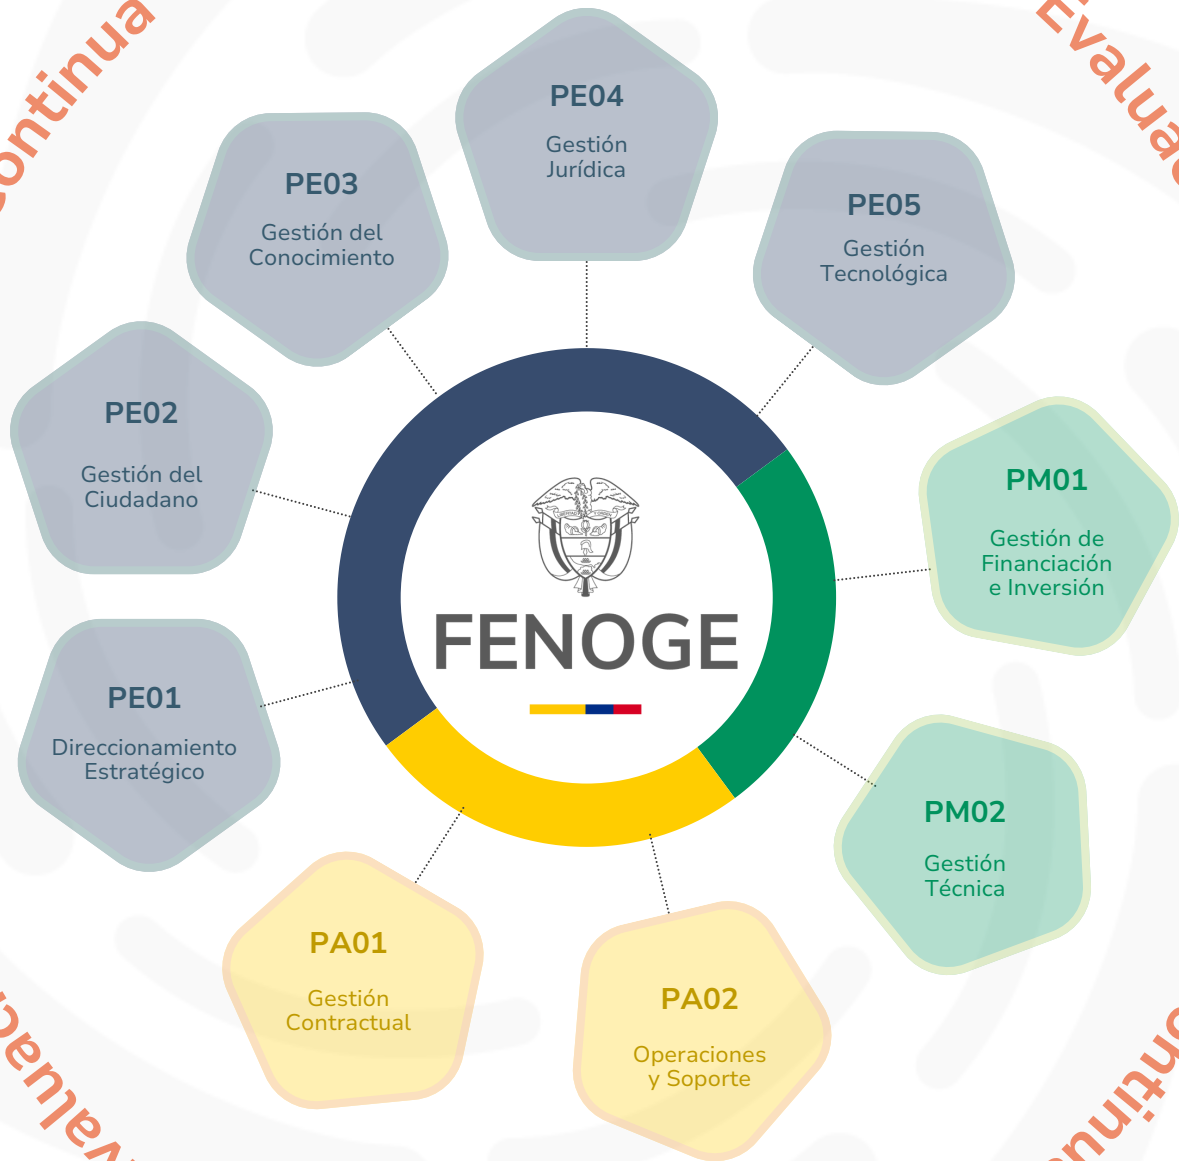 PE04
Gestión
Jurídica
PE03
Gestión del
Conocimiento
PE05
Gestión
Tecnológica
PE02
Gestión del
Ciudadano
PM01
Gestión de
Financiación
e Inversión
FENOGE
PE01
Direccionamiento
Estratégico
PM02
Gestión
Técnica
PA01
Gestión
Contractual
PA02
Operaciones
y Soporte